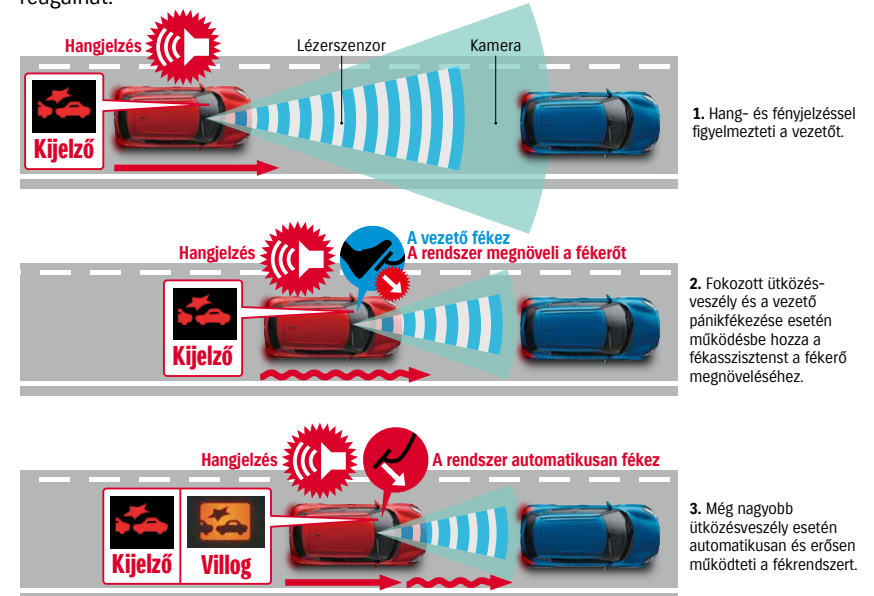 Hangjelzés
Lézerszenzor
Kamera
Kijelző
1. Hang- és fényjelzéssel
figyelmezteti a vezetőt.
A vezető fékez
Hangjelzés
A rendszer megnöveli a fékerőt
Kijelző
2. Fokozott ütközés-
veszély és a vezető
pánikfékezése esetén
működésbe hozza a
fékasszisztenst a fékerő
megnöveléséhez.
Hangjelzés
A rendszer automatikusan fékez
Kijelző
Villog
3. Még nagyobb
ütközésveszély esetén
automatikusan és erősen
működteti a fékrendszert.